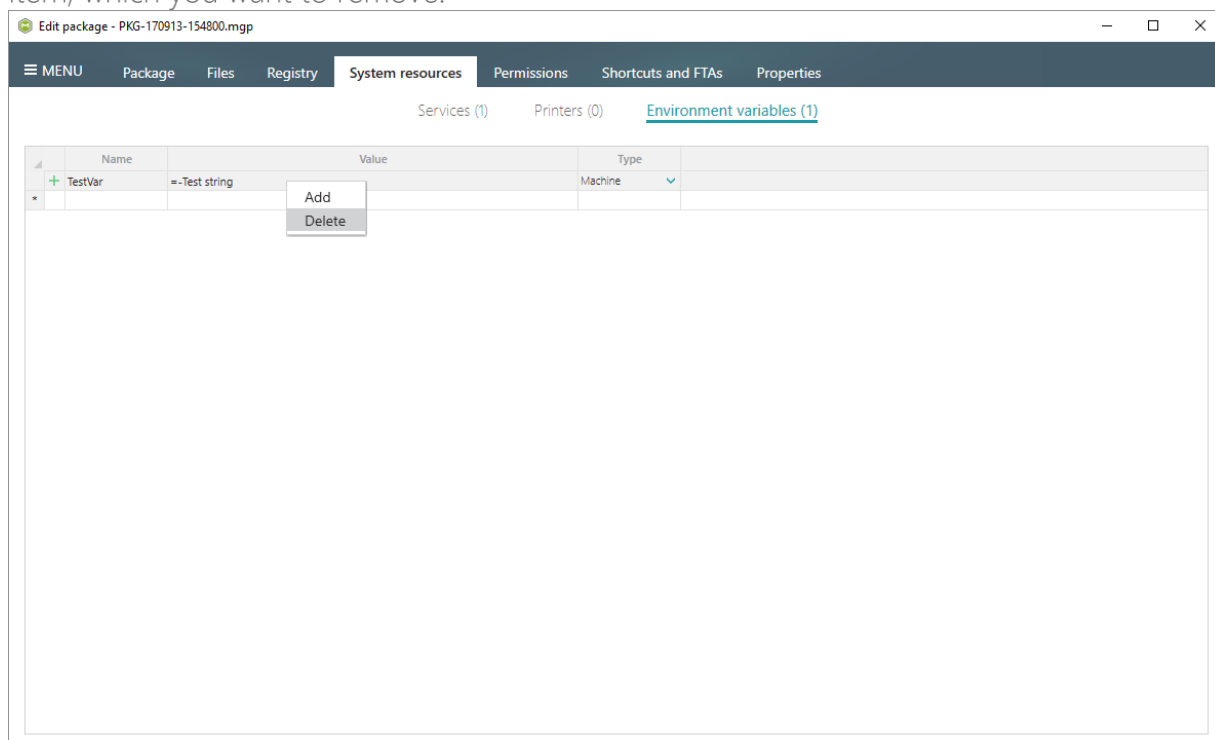 item, which you want to remove.
Edit package - PKG-170913-154800.mgp
MENU Package Files Registry System resources Permissions Shortcuts and FTAs Properties
Services (1) Printers (0) Environment variables (1)
Name Value Type
+ TestVar =-Test string Machine
*
Add
Delete